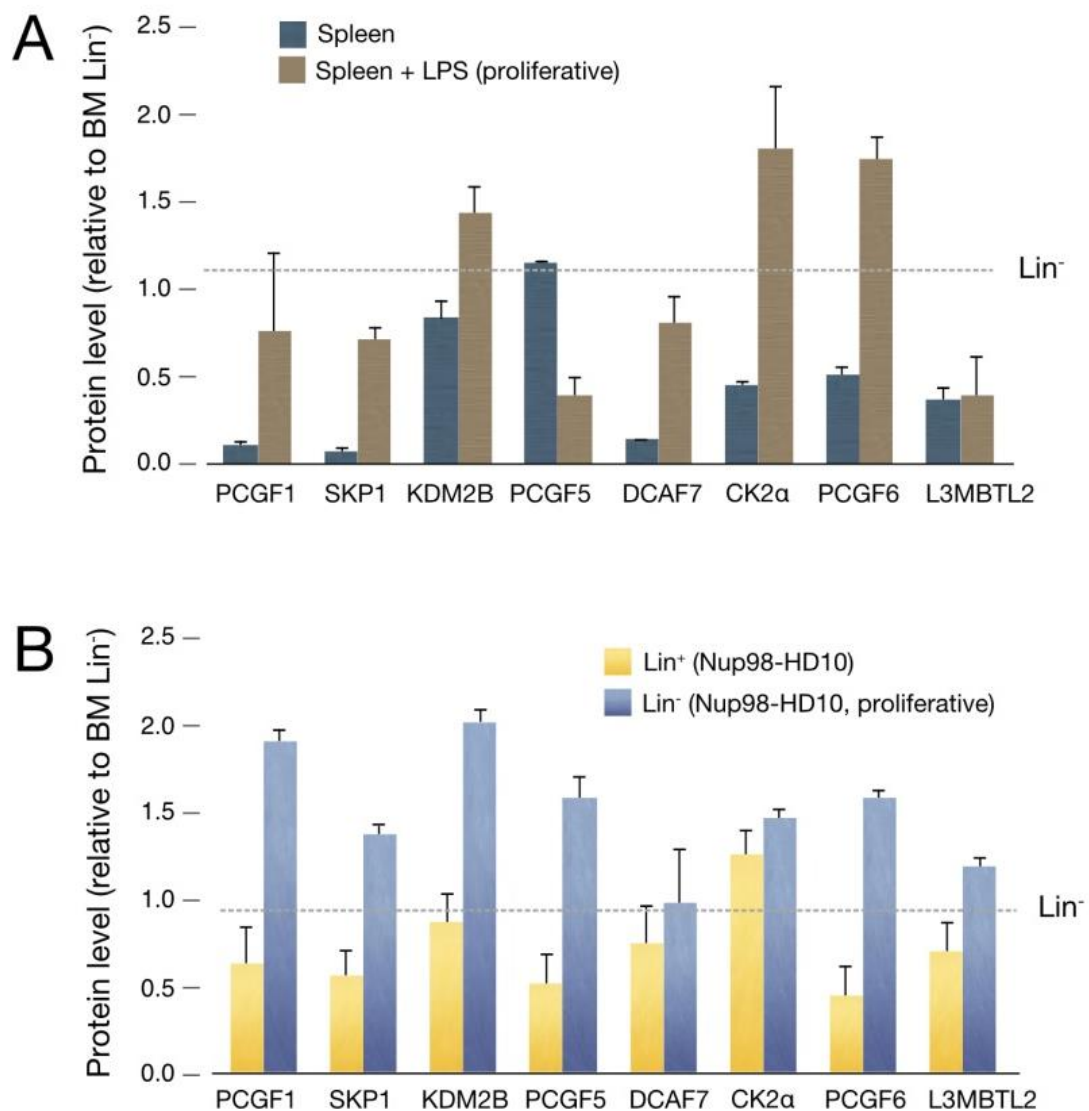 A
Protein level (relative to BM Lin⁻)
2.5
2.0
1.5
1.0
0.5
0.0
Spleen
Spleen + LPS (proliferative)
Lin⁻
PCGF1 SKP1 KDM2B PCGF5 DCAF7 CK2α PCGF6 L3MBTL2
B
Protein level (relative to BM Lin⁻)
2.5
2.0
1.5
1.0
0.5
0.0
Lin⁺ (Nup98-HD10)
Lin⁻ (Nup98-HD10, proliferative)
Lin⁻
PCGF1 SKP1 KDM2B PCGF5 DCAF7 CK2α PCGF6 L3MBTL2